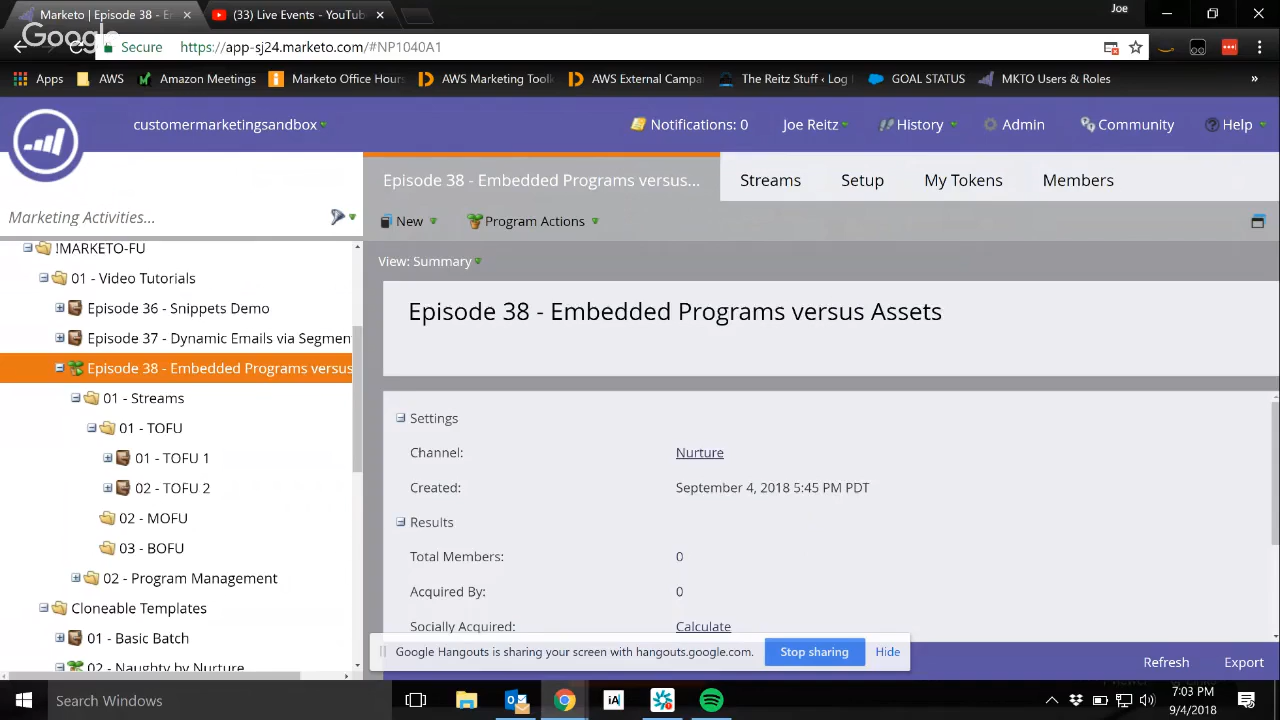 Marketo | Episode 38 - E
(33) Live Events - YouTub
Joe
Google
Secure
https://app-sj24.marketo.com/#NP1040A1
Apps
AWS
Amazon Meetings
Marketo Office Hour
AWS Marketing Toolk
AWS External Campa
The Reitz Stuff ‹ Log I
GOAL STATUS
MKTO Users & Roles
»
customermarketingsandbox
Notifications: 0
Joe Reitz
History
Admin
Community
Help
Marketing Activities...
Episode 38 - Embedded Programs versus...
Streams
Setup
My Tokens
Members
New
Program Actions
View: Summary
!MARKETO-FU
01 - Video Tutorials
Episode 36 - Snippets Demo
Episode 37 - Dynamic Emails via Segmen
Episode 38 - Embedded Programs versus
01 - Streams
01 - TOFU
01 - TOFU 1
02 - TOFU 2
02 - MOFU
03 - BOFU
02 - Program Management
Cloneable Templates
01 - Basic Batch
02 - Naughty by Nurture
Episode 38 - Embedded Programs versus Assets
Settings
Channel: Nurture
Created: September 4, 2018 5:45 PM PDT
Results
Total Members: 0
Acquired By: 0
Socially Acquired: Calculate
Google Hangouts is sharing your screen with hangouts.google.com.
Stop sharing
Hide
Refresh
Export
Search Windows
iA
7:03 PM
9/4/2018